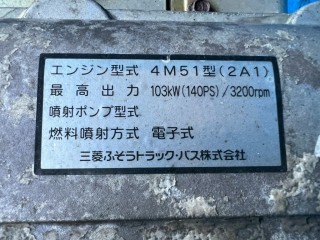 エンジン型式 4M51型(2A1)
最高出力 103kW(140PS)/3200rpm
噴射ポンプ型式
燃料噴射方式 電子式
三菱ふそうトラック・バス株式会社